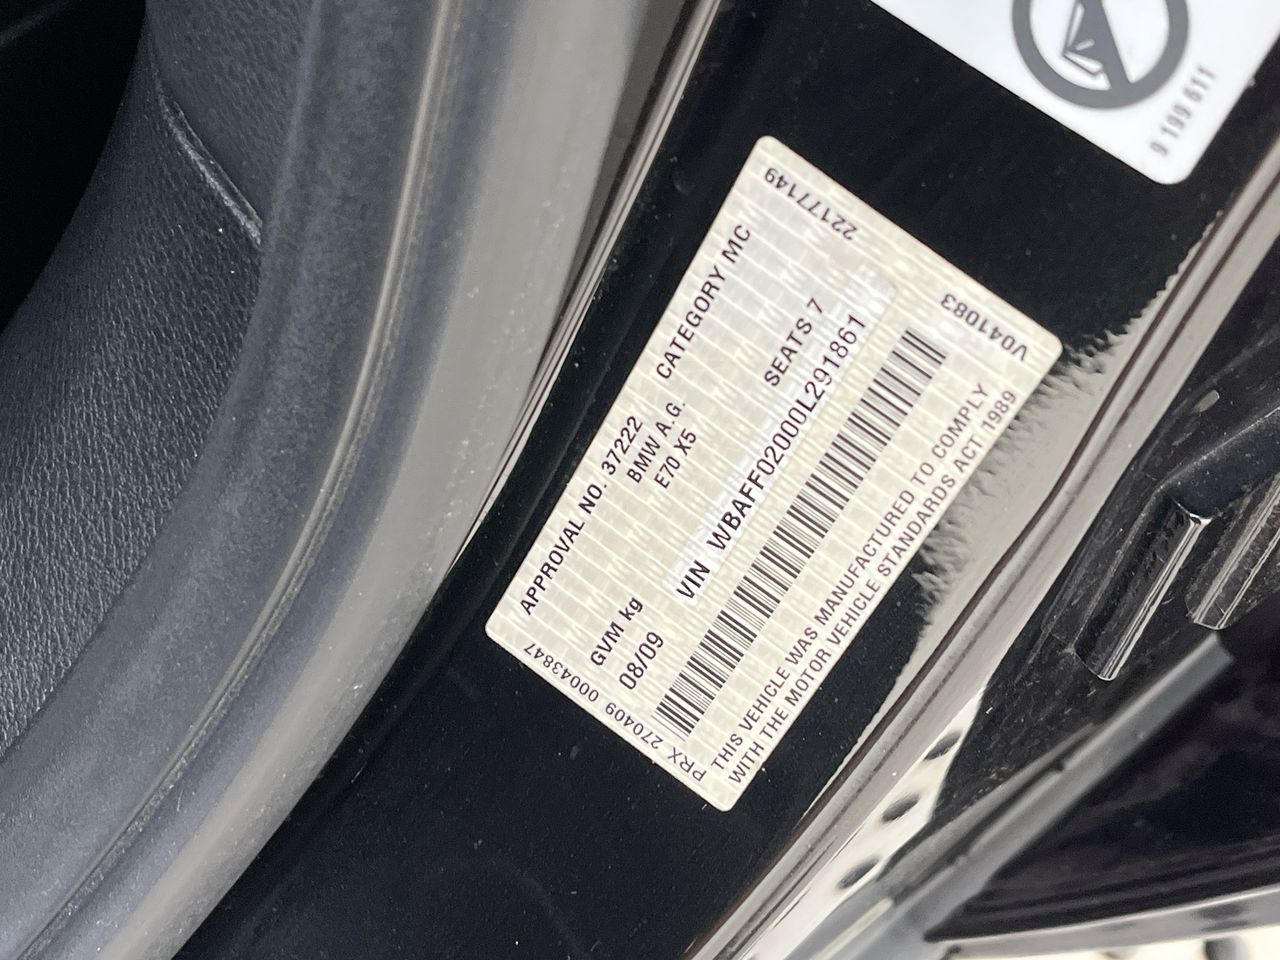 9 199 611
22177149
V041083
APPROVAL NO. 37222 CATEGORY MC
BMW A.G.
E70 X5
GVM kg SEATS 7
08/09 VIN WBAFF02000L291861
THIS VEHICLE WAS MANUFACTURED TO COMPLY
WITH THE MOTOR VEHICLE STANDARDS ACT 1989
PRX 270409 00043847